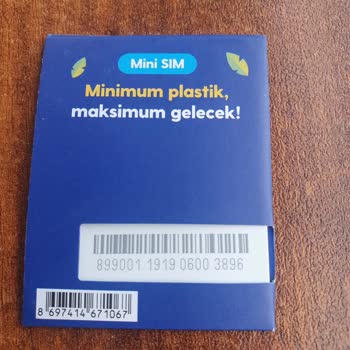 Mini SIM
Minimum plastik,
maksimum gelecek!
899001 1919 0600 3896
8 697414 671067